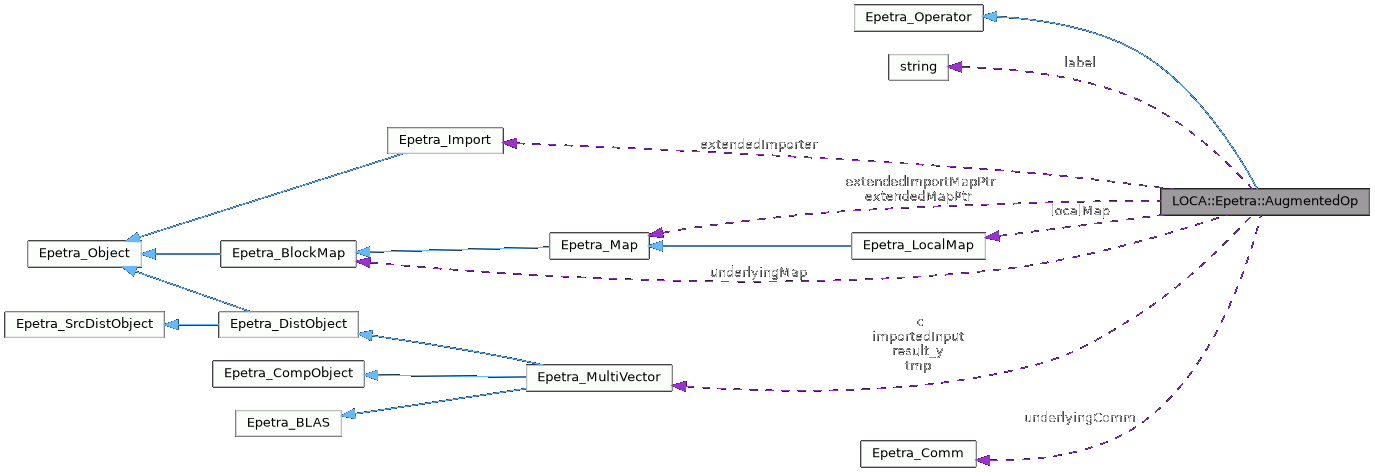 Epetra_Operator
string
label
Epetra_Import
extendedImporter
extendedImportMapPtr
extendedMapPtr
LOCA::Epetra::AugmentedOp
localMap
Epetra_Object
Epetra_BlockMap
Epetra_Map
Epetra_LocalMap
underlyingMap
Epetra_SrcDistObject
Epetra_DistObject
c
importedInput
result_y
tmp
Epetra_CompObject
Epetra_MultiVector
Epetra_BLAS
underlyingComm
Epetra_Comm